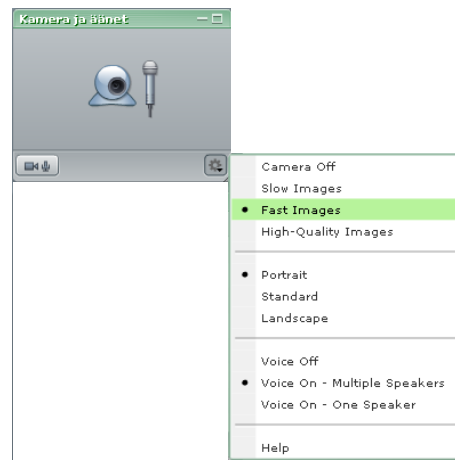 Kamera ja äänet
Camera Off
Slow Images
Fast Images
High-Quality Images
Portrait
Standard
Landscape
Voice Off
Voice On - Multiple Speakers
Voice On - One Speaker
Help